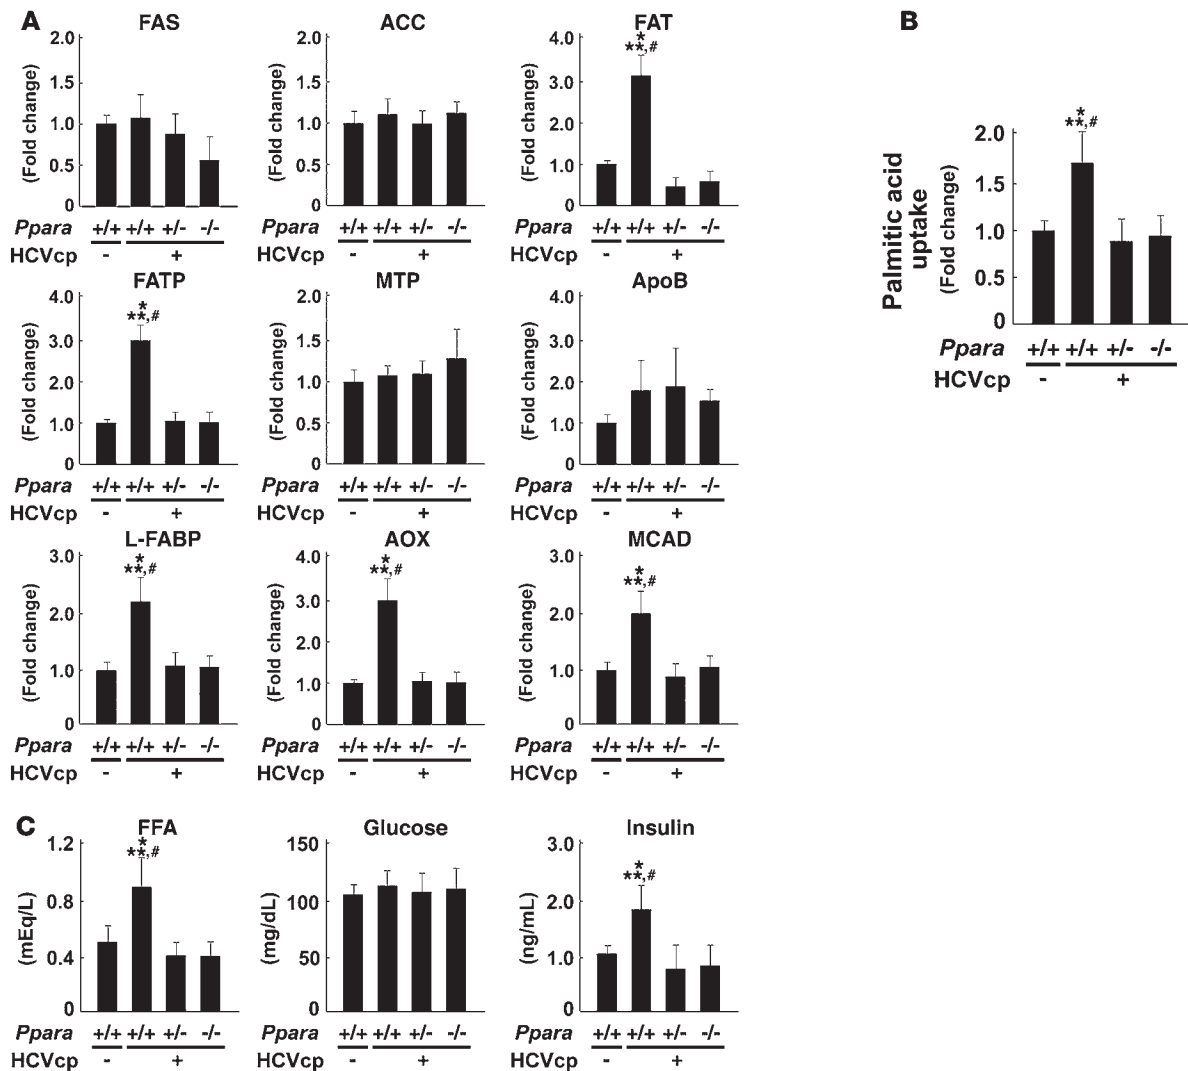 A
FAS
2.0
1.5
1.0
0.5
0
(Fold change)
Ppara +/+ +/+ +/- -/-
HCVcp - +
ACC
2.0
1.5
1.0
0.5
0
(Fold change)
Ppara +/+ +/+ +/- -/-
HCVcp - +
FAT
4.0
3.0
2.0
1.0
0
(Fold change)
*
**,#
Ppara +/+ +/+ +/- -/-
HCVcp - +
FATP
4.0
3.0
2.0
1.0
0
(Fold change)
*
**,#
Ppara +/+ +/+ +/- -/-
HCVcp - +
MTP
2.0
1.5
1.0
0.5
0
(Fold change)
Ppara +/+ +/+ +/- -/-
HCVcp - +
ApoB
4.0
3.0
2.0
1.0
0
(Fold change)
Ppara +/+ +/+ +/- -/-
HCVcp - +
L-FABP
3.0
2.0
1.0
0
(Fold change)
*
**,#
Ppara +/+ +/+ +/- -/-
HCVcp - +
AOX
4.0
3.0
2.0
1.0
0
(Fold change)
*
**,#
Ppara +/+ +/+ +/- -/-
HCVcp - +
MCAD
3.0
2.0
1.0
0
(Fold change)
*
**,#
Ppara +/+ +/+ +/- -/-
HCVcp - +
B
Palmitic acid
uptake
(Fold change)
2.0
1.5
1.0
0.5
0
*
**,#
Ppara +/+ +/+ +/- -/-
HCVcp - +
C
FFA
1.2
0.8
0.4
0
(mEq/L)
*
**,#
Ppara +/+ +/+ +/- -/-
HCVcp - +
Glucose
150
100
50
0
(mg/dL)
Ppara +/+ +/+ +/- -/-
HCVcp - +
Insulin
3.0
2.0
1.0
0
(ng/mL)
*
**,#
Ppara +/+ +/+ +/- -/-
HCVcp - +